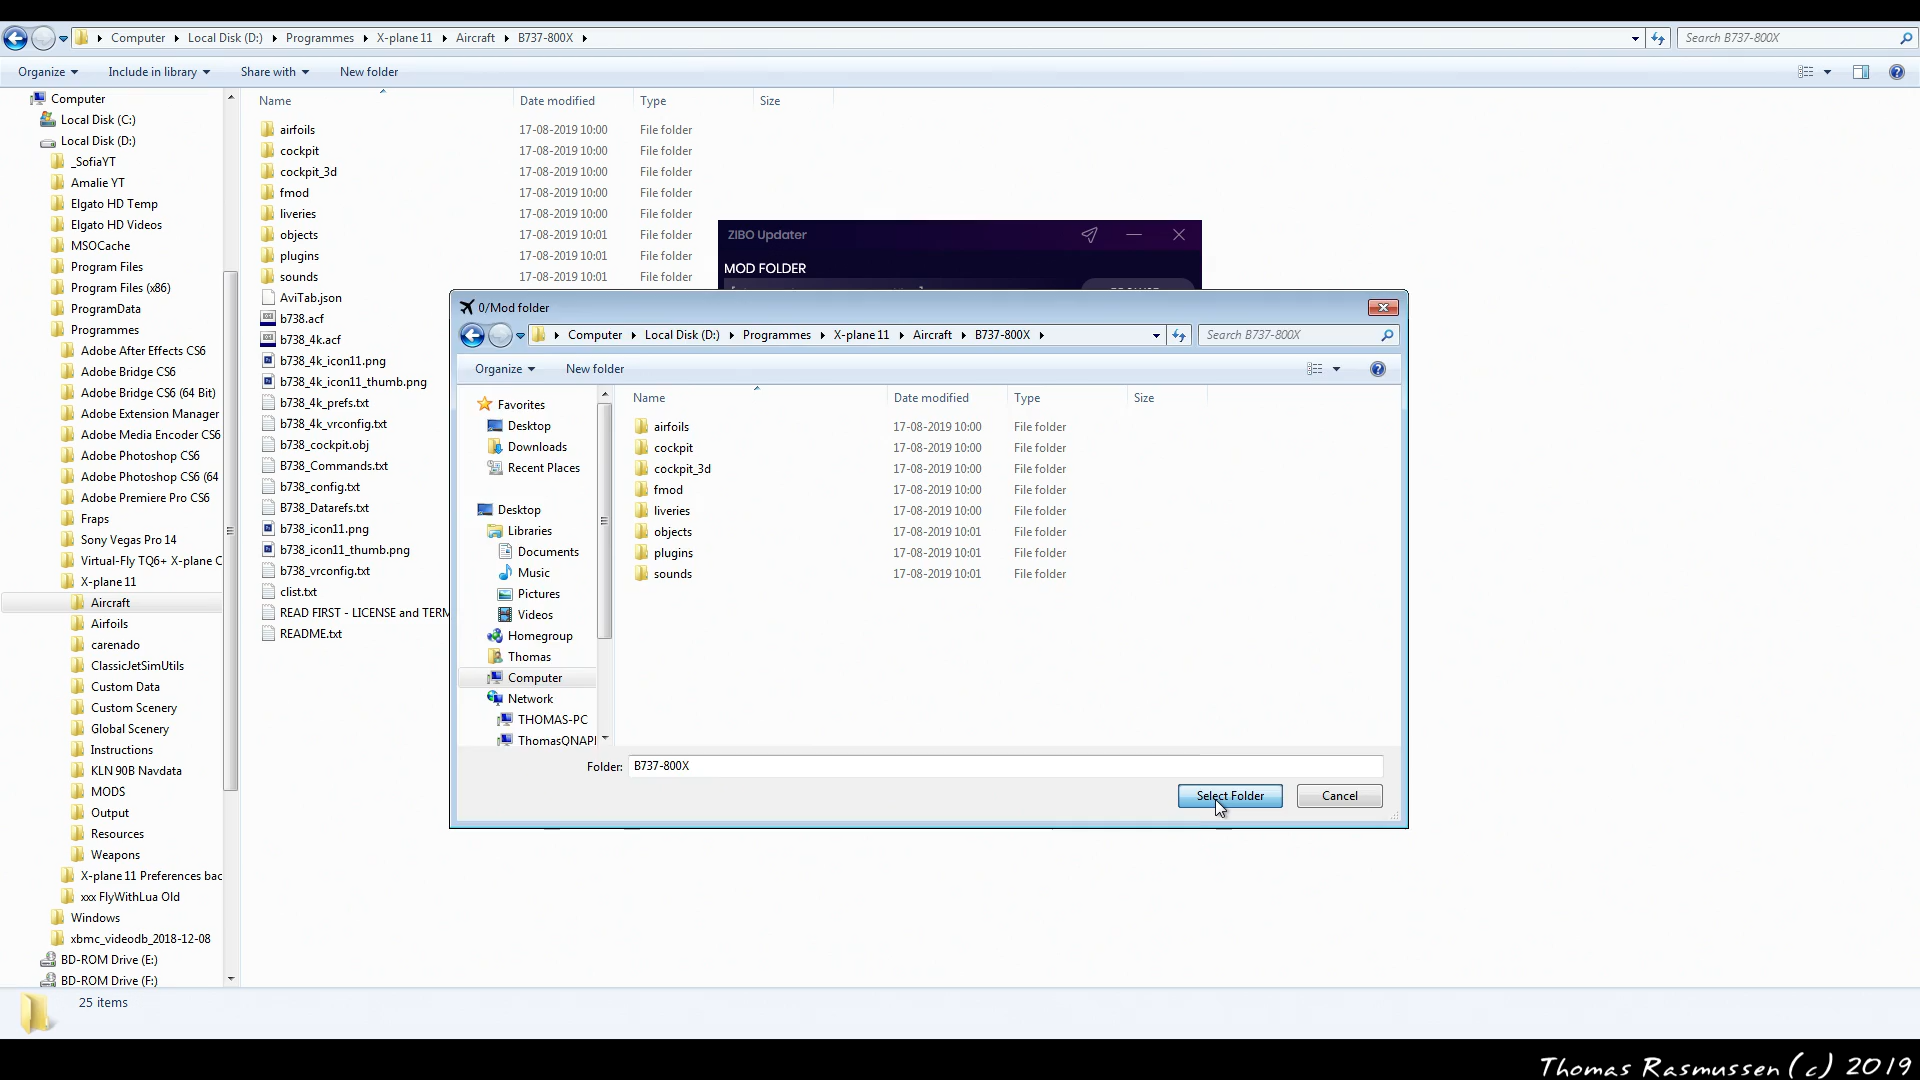 Computer Local Disk (D:) Programmes X-plane 11 Aircraft B737-800X Search B737-800X
Organize Include in library Share with New folder
Name Date modified Type Size
Computer
Local Disk (C:)
Local Disk (D:)
_SofiaYT
Amalie YT
Elgato HD Temp
Elgato HD Videos
MSOCache
Program Files
Program Files (x86)
ProgramData
Programmes
Adobe After Effects CS6
Adobe Bridge CS6
Adobe Bridge CS6 (64 Bit)
Adobe Extension Manager
Adobe Media Encoder CS6
Adobe Photoshop CS6
Adobe Photoshop CS6 (64
Adobe Premiere Pro CS6
Fraps
Sony Vegas Pro 14
Virtual-Fly TQ6+ X-plane C
X-plane 11
Aircraft
Airfoils
carenado
ClassicJetSimUtils
Custom Data
Custom Scenery
Global Scenery
Instructions
KLN 90B Navdata
MODS
Output
Resources
Weapons
X-plane 11 Preferences bac
xxx FlyWithLua Old
Windows
xbmc_videodb_2018-12-08
BD-ROM Drive (E:)
BD-ROM Drive (F:)
airfoils 17-08-2019 10:00 File folder
cockpit 17-08-2019 10:00 File folder
cockpit_3d 17-08-2019 10:00 File folder
fmod 17-08-2019 10:00 File folder
liveries 17-08-2019 10:00 File folder
objects 17-08-2019 10:01 File folder
plugins 17-08-2019 10:01 File folder
sounds 17-08-2019 10:01 File folder
AviTab.json
b738.acf
b738_4k.acf
b738_4k_icon11.png
b738_4k_icon11_thumb.png
b738_4k_prefs.txt
b738_4k_vrconfig.txt
b738_cockpit.obj
B738_Commands.txt
b738_config.txt
B738_Datarefs.txt
b738_icon11.png
b738_icon11_thumb.png
b738_vrconfig.txt
clist.txt
READ FIRST - LICENSE and TERM
README.txt
ZIBO Updater
MOD FOLDER
0/Mod folder
Computer Local Disk (D:) Programmes X-plane 11 Aircraft B737-800X Search B737-800X
Organize New folder
Name Date modified Type Size
Favorites
Desktop
Downloads
Recent Places
Desktop
Libraries
Documents
Music
Pictures
Videos
Homegroup
Thomas
Computer
Network
THOMAS-PC
ThomasQNAP
airfoils 17-08-2019 10:00 File folder
cockpit 17-08-2019 10:00 File folder
cockpit_3d 17-08-2019 10:00 File folder
fmod 17-08-2019 10:00 File folder
liveries 17-08-2019 10:00 File folder
objects 17-08-2019 10:01 File folder
plugins 17-08-2019 10:01 File folder
sounds 17-08-2019 10:01 File folder
Folder: B737-800X
Select Folder Cancel
25 items
Thomas Rasmussen (c) 2019